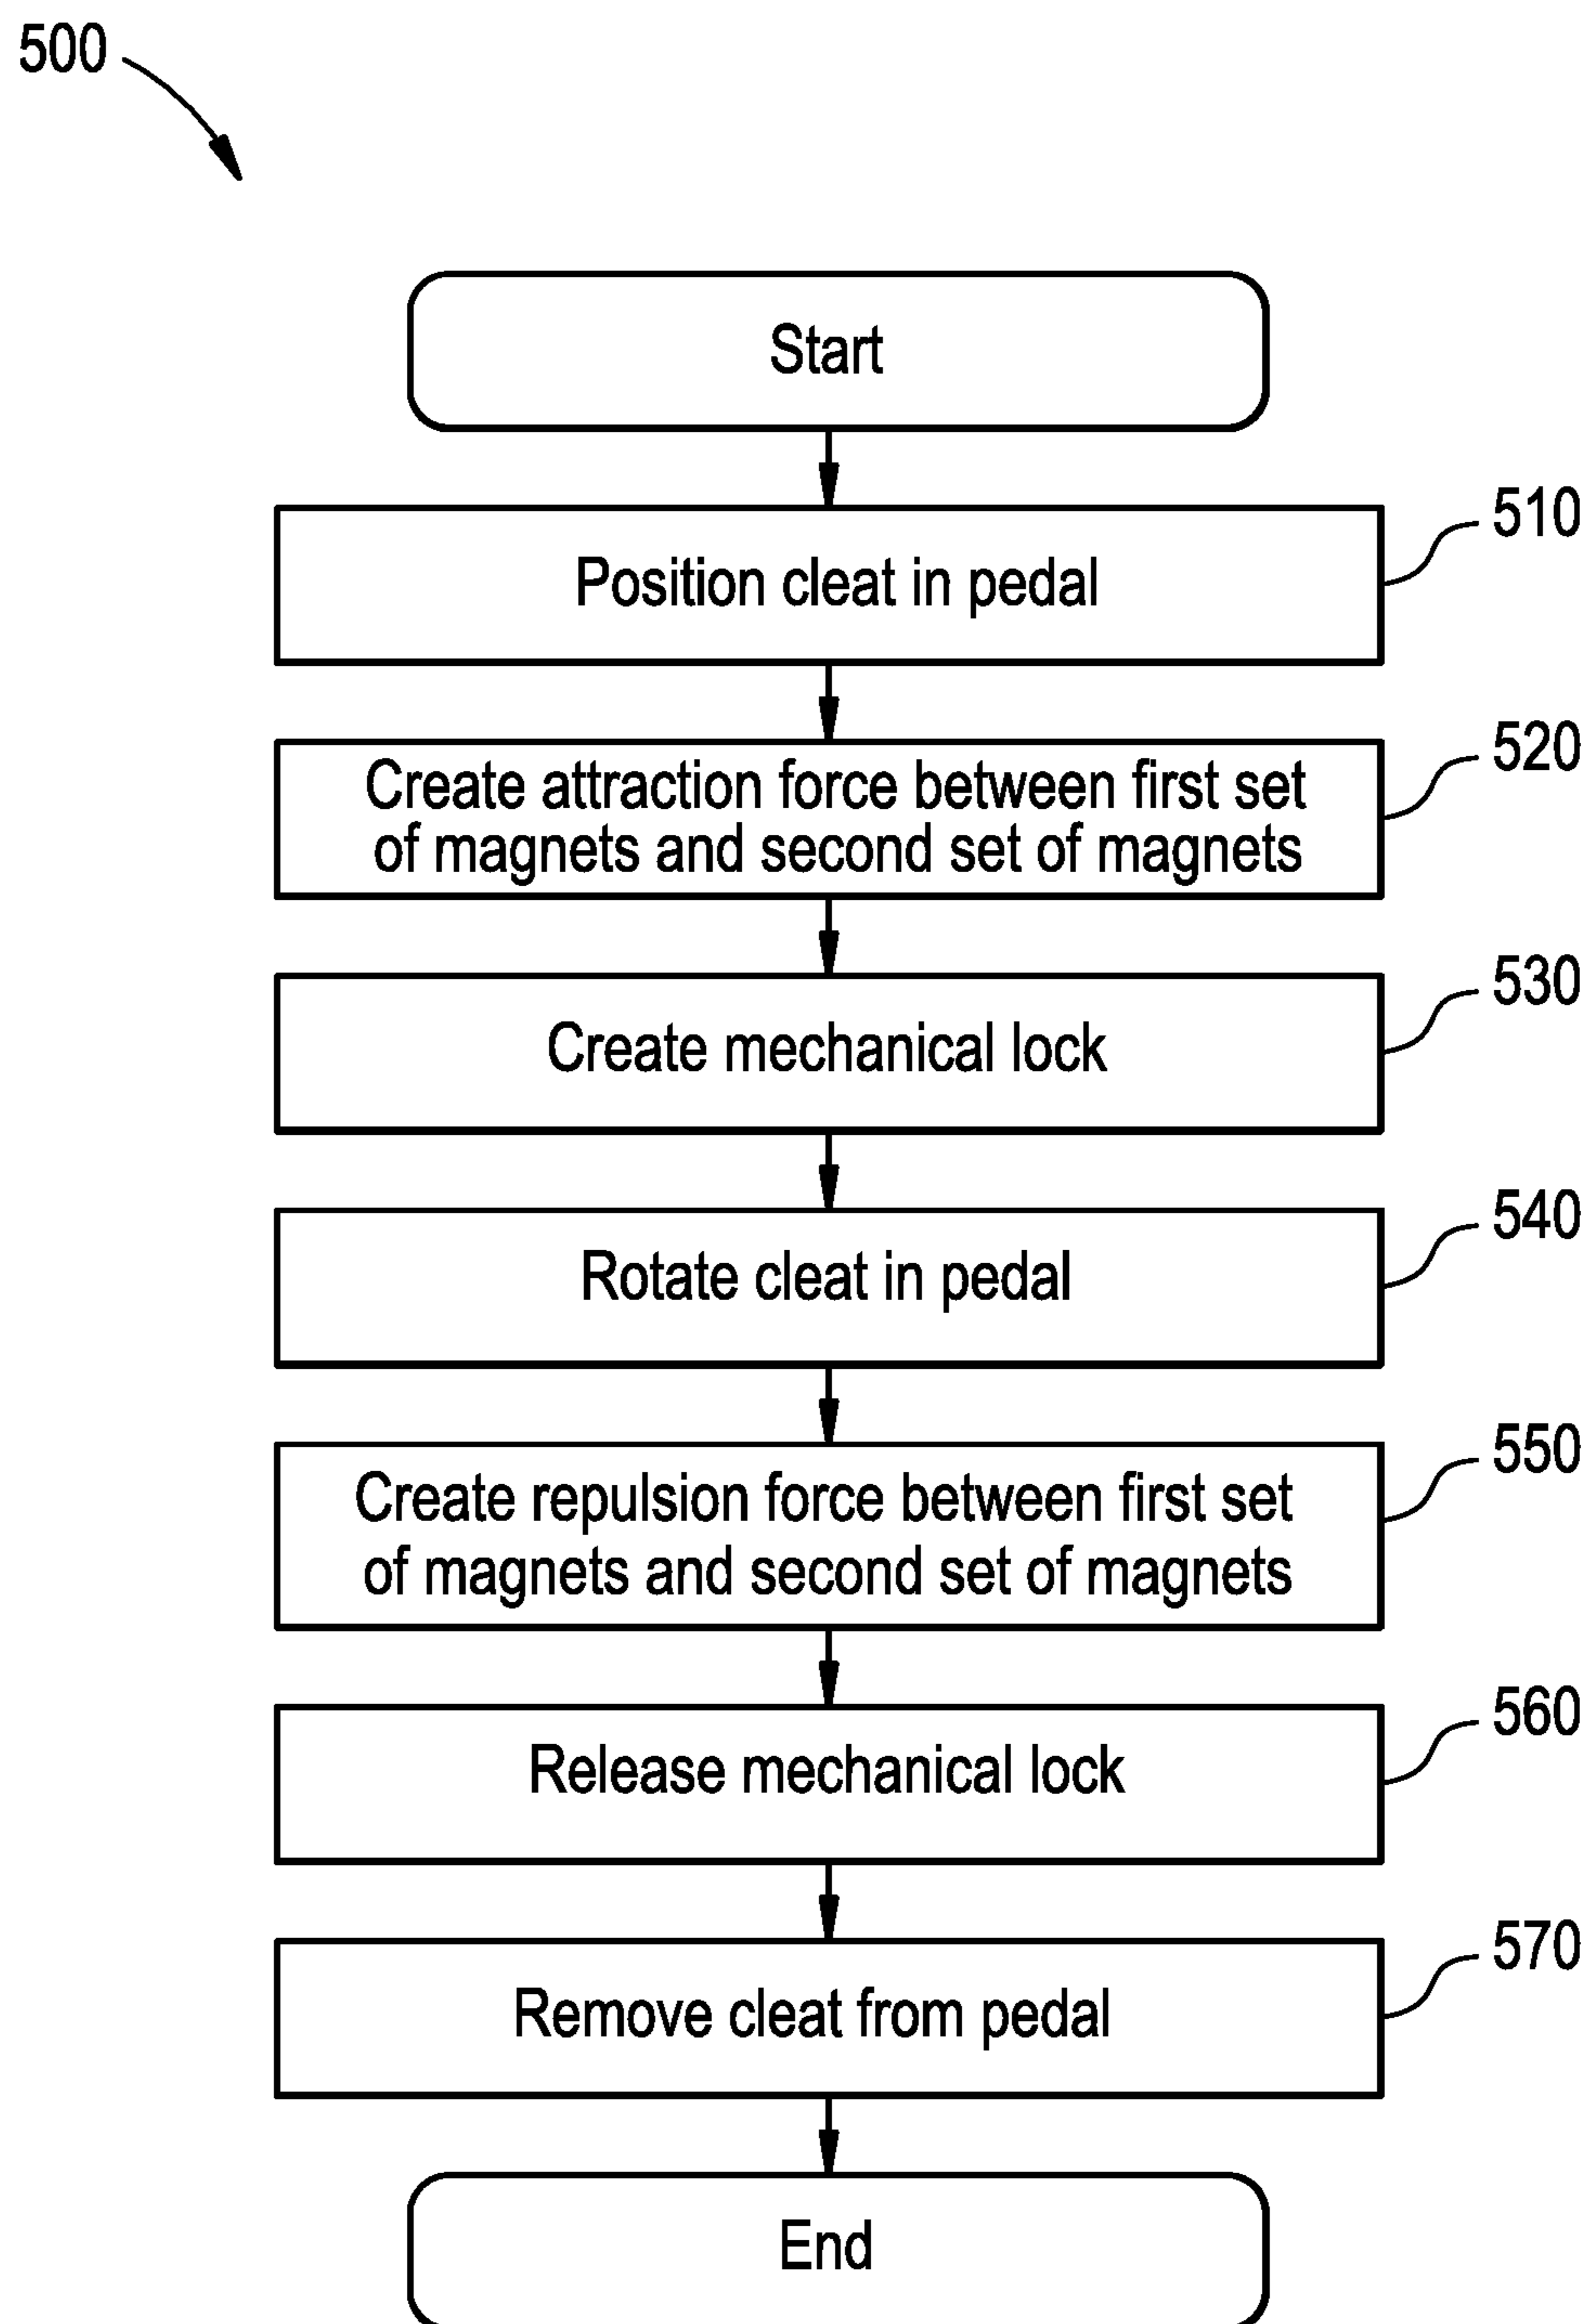 500
Start
Position cleat in pedal
510
Create attraction force between first set
of magnets and second set of magnets
520
Create mechanical lock
530
Rotate cleat in pedal
540
Create repulsion force between first set
of magnets and second set of magnets
550
Release mechanical lock
560
Remove cleat from pedal
570
End